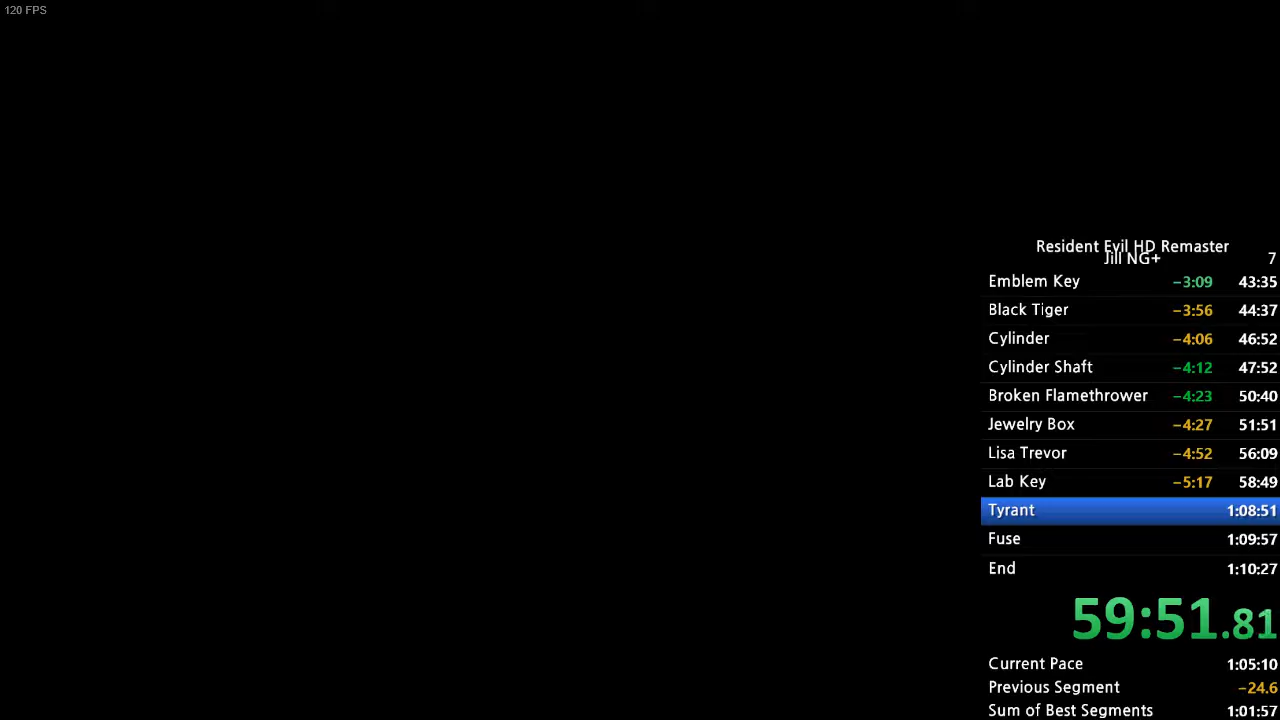 120 FPS
Resident Evil HD Remaster
Jill NG+ 7
Emblem Key -3:09 43:35
Black Tiger -3:56 44:37
Cylinder -4:06 46:52
Cylinder Shaft -4:12 47:52
Broken Flamethrower -4:23 50:40
Jewelry Box -4:27 51:51
Lisa Trevor -4:52 56:09
Lab Key -5:17 58:49
Tyrant 1:08:51
Fuse 1:09:57
End 1:10:27
59:51.81
Current Pace 1:05:10
Previous Segment -24.6
Sum of Best Segments 1:01:57